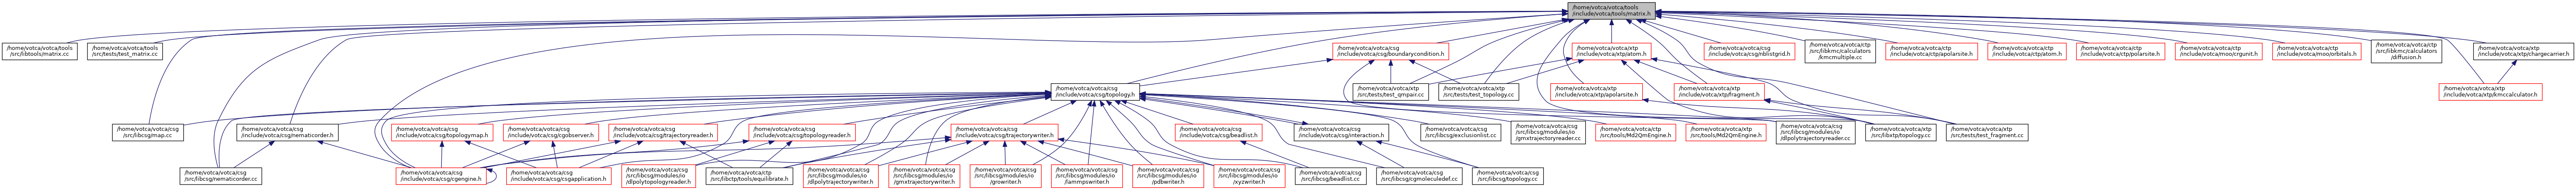 /home/votca/votca/tools
/include/votca/tools/matrix.h
/home/votca/votca/tools
/src/libtools/matrix.cc
/home/votca/votca/tools
/src/tests/test_matrix.cc
/home/votca/votca/csg
/include/votca/csg/boundarycondition.h
/home/votca/votca/xtp
/include/votca/xtp/atom.h
/home/votca/votca/csg
/include/votca/csg/nblistgrid.h
/home/votca/votca/ctp
/src/libkmc/calculators
/kmcmultiple.cc
/home/votca/votca/ctp
/include/votca/ctp/apolarsite.h
/home/votca/votca/ctp
/include/votca/ctp/atom.h
/home/votca/votca/ctp
/include/votca/ctp/polarsite.h
/home/votca/votca/ctp
/include/votca/moo/crgunit.h
/home/votca/votca/ctp
/include/votca/moo/orbitals.h
/home/votca/votca/ctp
/src/libkmc/calculators
/diffusion.h
/home/votca/votca/xtp
/include/votca/xtp/chargecarrier.h
/home/votca/votca/csg
/include/votca/csg/topology.h
/home/votca/votca/xtp
/src/tests/test_qmpair.cc
/home/votca/votca/xtp
/src/tests/test_topology.cc
/home/votca/votca/xtp
/include/votca/xtp/apolarsite.h
/home/votca/votca/xtp
/include/votca/xtp/fragment.h
/home/votca/votca/xtp
/include/votca/xtp/kmccalculator.h
/home/votca/votca/csg
/src/libcsg/map.cc
/home/votca/votca/csg
/include/votca/csg/nematicorder.h
/home/votca/votca/csg
/include/votca/csg/topologymap.h
/home/votca/votca/csg
/include/votca/csg/cgobserver.h
/home/votca/votca/csg
/include/votca/csg/trajectoryreader.h
/home/votca/votca/csg
/include/votca/csg/topologyreader.h
/home/votca/votca/csg
/include/votca/csg/trajectorywriter.h
/home/votca/votca/csg
/include/votca/csg/beadlist.h
/home/votca/votca/csg
/include/votca/csg/interaction.h
/home/votca/votca/csg
/src/libcsg/exclusionlist.cc
/home/votca/votca/csg
/src/libcsg/modules/io
/gmxtrajectoryreader.cc
/home/votca/votca/ctp
/src/tools/Md2QmEngine.h
/home/votca/votca/xtp
/src/tools/Md2QmEngine.h
/home/votca/votca/csg
/src/libcsg/modules/io
/dlpolytrajectoryreader.cc
/home/votca/votca/xtp
/src/libxtp/topology.cc
/home/votca/votca/xtp
/src/tests/test_fragment.cc
/home/votca/votca/csg
/src/libcsg/nematicorder.cc
/home/votca/votca/csg
/include/votca/csg/cgengine.h
/home/votca/votca/csg
/include/votca/csg/csgapplication.h
/home/votca/votca/csg
/src/libcsg/modules/io
/dlpolytopologyreader.h
/home/votca/votca/ctp
/src/libctp/tools/equilibrate.h
/home/votca/votca/csg
/src/libcsg/modules/io
/dlpolytrajectorywriter.h
/home/votca/votca/csg
/src/libcsg/modules/io
/gmxtrajectorywriter.h
/home/votca/votca/csg
/src/libcsg/modules/io
/growriter.h
/home/votca/votca/csg
/src/libcsg/modules/io
/lammpswriter.h
/home/votca/votca/csg
/src/libcsg/modules/io
/pdbwriter.h
/home/votca/votca/csg
/src/libcsg/modules/io
/xyzwriter.h
/home/votca/votca/csg
/src/libcsg/beadlist.cc
/home/votca/votca/csg
/src/libcsg/cgmoleculedef.cc
/home/votca/votca/csg
/src/libcsg/topology.cc